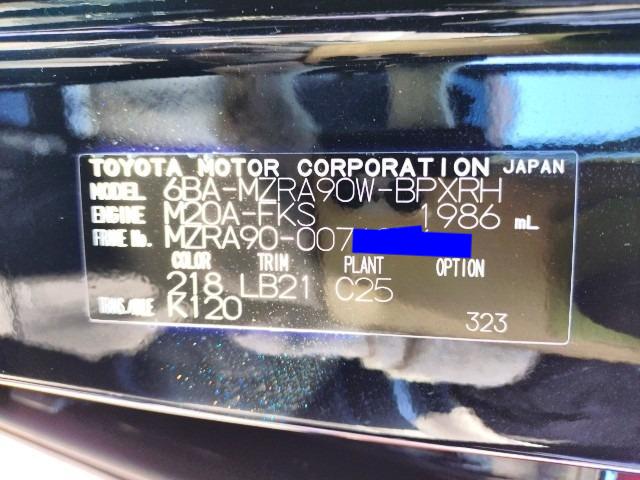 TOYOTA MOTOR CORPORATION JAPAN
MODEL 6BA-MZRA90W-BPXRH
ENGINE M20A-FKS 1986 mL
FRAME No. MZRA90-007
COLOR TRIM PLANT OPTION
218 LB21 C25
TRANS./AXLE K120
323